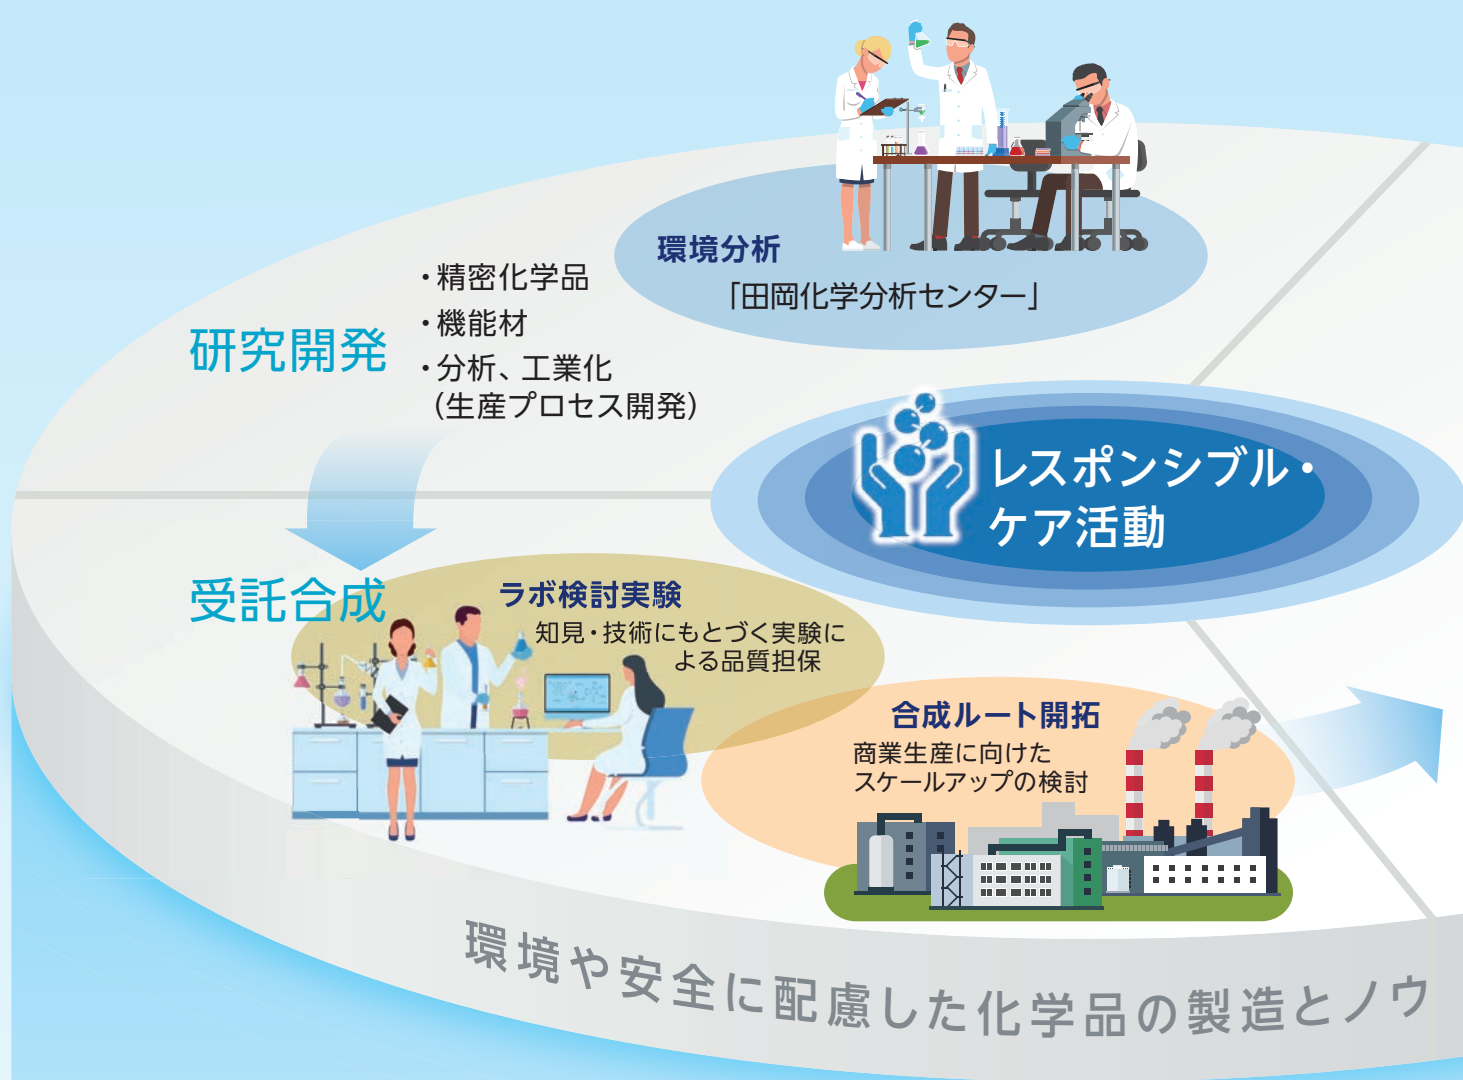 環境分析
「田岡化学分析センター」
研究開発
・精密化学品
・機能材
・分析、工業化
（生産プロセス開発）
レスポンシブル・
ケア活動
受託合成
ラボ検討実験
知見・技術にもとづく実験に
よる品質担保
合成ルート開拓
商業生産に向けた
スケールアップの検討
環境や安全に配慮した化学品の製造とノウ